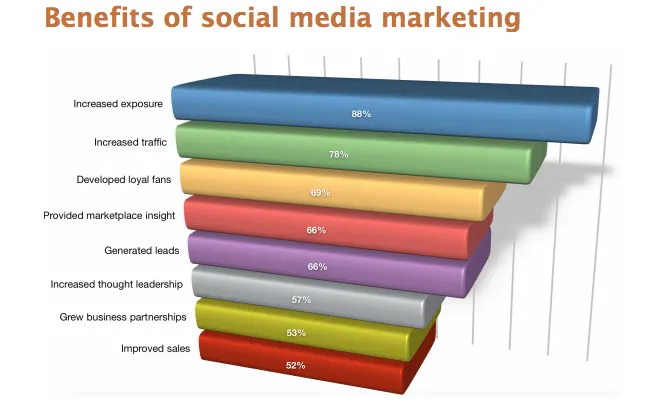 Benefits of social media marketing
Increased exposure
88%
Increased traffic
78%
Developed loyal fans
69%
Provided marketplace insight
66%
Generated leads
66%
Increased thought leadership
57%
Grew business partnerships
53%
Improved sales
52%